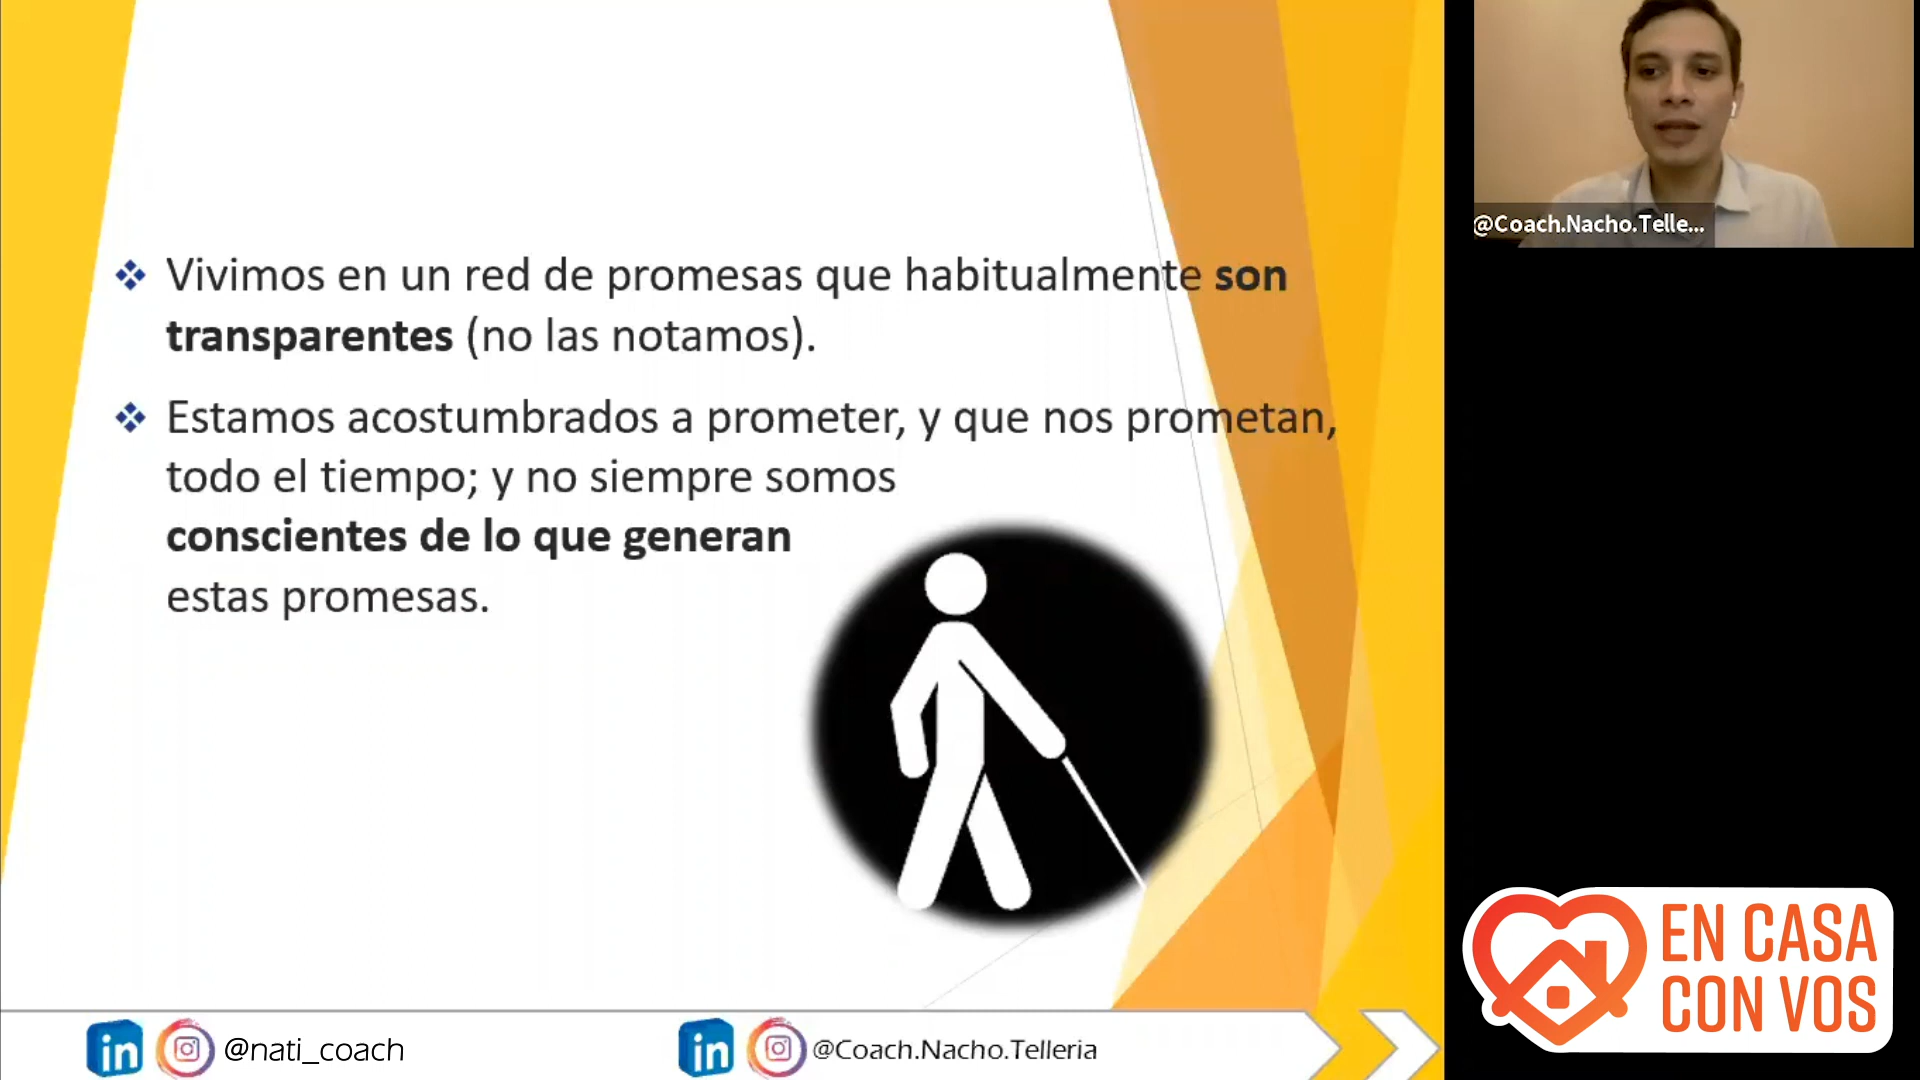 Vivimos en un red de promesas que habitualmente son
transparentes (no las notamos).
Estamos acostumbrados a prometer, y que nos prometan,
todo el tiempo; y no siempre somos
conscientes de lo que generan
estas promesas.
@Coach.Nacho.Telle...
EN CASA
CON VOS
in @nati_coach
in @Coach.Nacho.Telleria